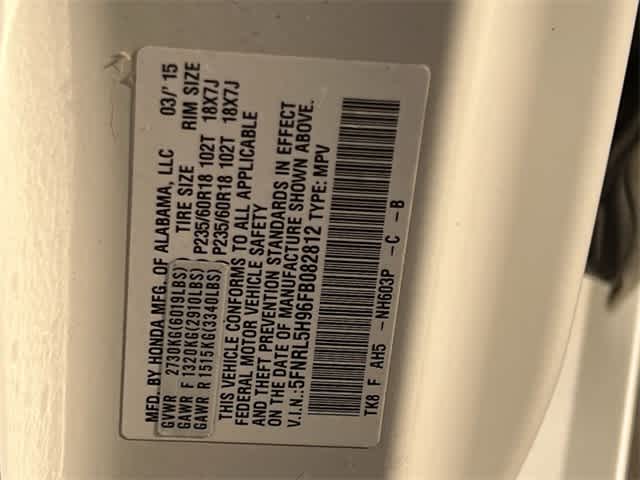 MFD. BY HONDA MFG. OF ALABAMA, LLC 03/'15
GVWR 2730KG(6019LBS) TIRE SIZE RIM SIZE
GAWR F 1320KG(2910LBS) P235/60R18 102T 18X7J
GAWR R 1515KG(3340LBS) P235/60R18 102T 18X7J
THIS VEHICLE CONFORMS TO ALL APPLICABLE
FEDERAL MOTOR VEHICLE SAFETY
AND THEFT PREVENTION STANDARDS IN EFFECT
ON THE DATE OF MANUFACTURE SHOWN ABOVE.
V.I.N.:5FNRL5H96FB082812 TYPE: MPV
TK8 F AH5 -NH603P -C -B